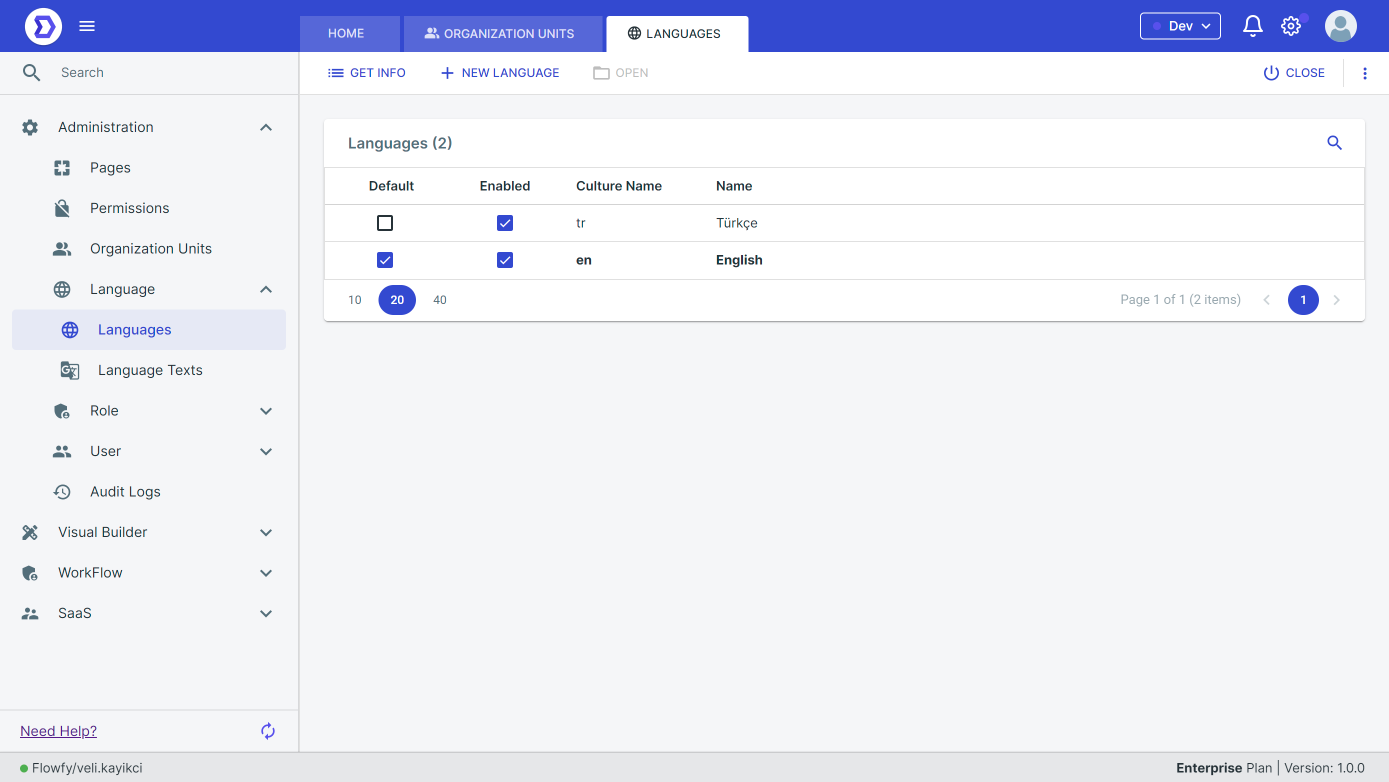 HOME
ORGANIZATION UNITS
LANGUAGES
Dev
Search
GET INFO
NEW LANGUAGE
OPEN
CLOSE
Administration
Pages
Permissions
Organization Units
Language
Languages
Language Texts
Role
User
Audit Logs
Visual Builder
WorkFlow
SaaS
Need Help?
Languages (2)
Default Enabled Culture Name Name
tr Türkçe
en English
10 20 40 Page 1 of 1 (2 items) 1
Flowfy/veli.kayikci
Enterprise Plan | Version: 1.0.0